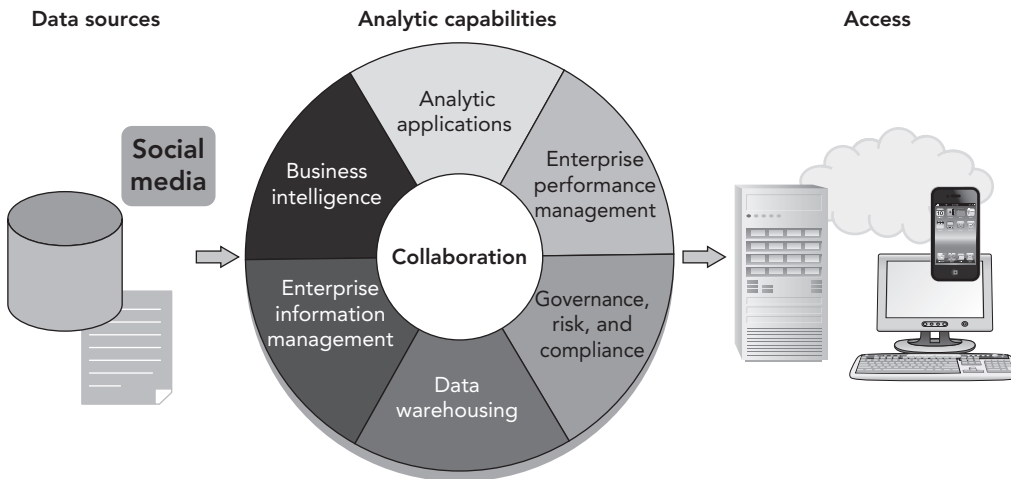 Data sources
Analytic capabilities
Access
Social
media
Analytic
applications
Business
intelligence
Enterprise
performance
management
Collaboration
Enterprise
information
management
Governance,
risk, and
compliance
Data
warehousing